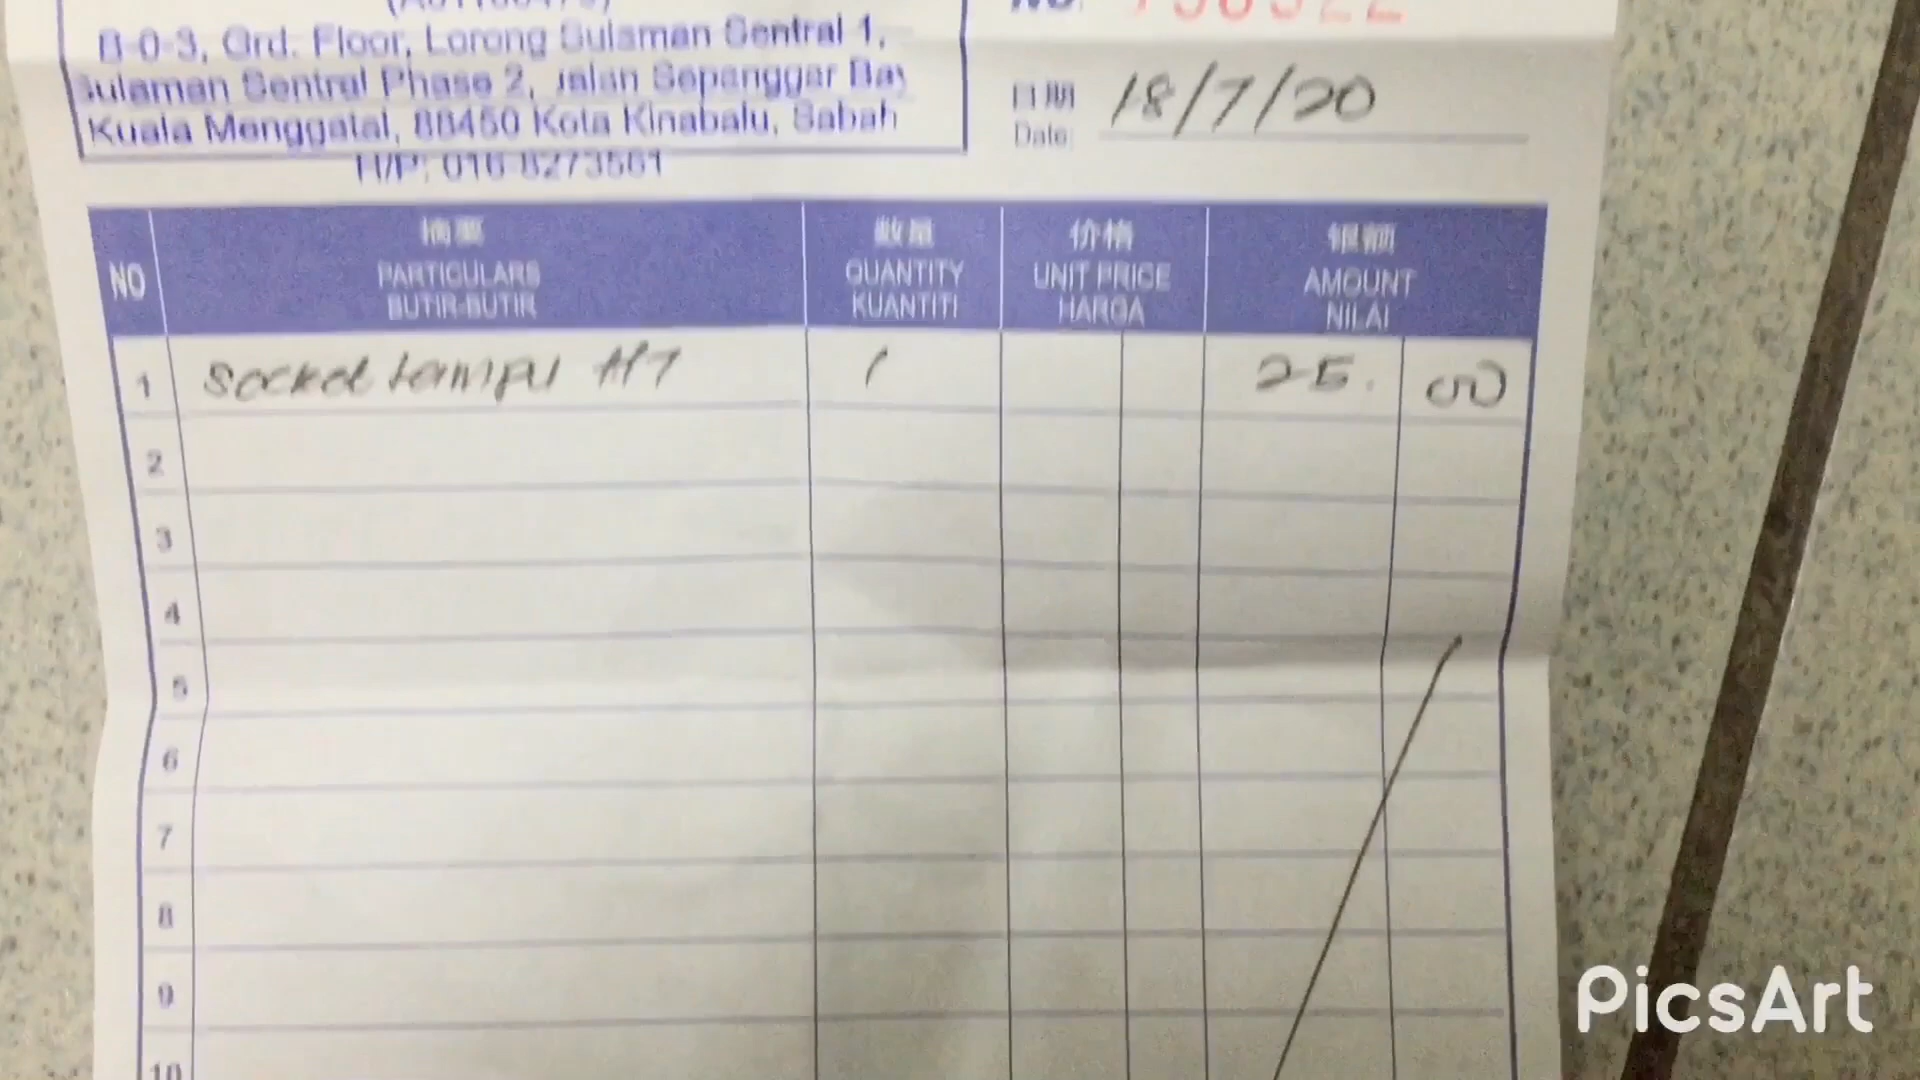 B-0-3, Grd. Floor, Lorong Sulaman Sentral 1,
Sulaman Sentral Phase 2, Jalan Sepanggar Bay
Kuala Menggatal, 88450 Kota Kinabalu, Sabah
H/P: 016-8273561
NO.
日期 18/7/20
Date:
NO
摘要
PARTICULARS
BUTIR-BUTIR
数量
QUANTITY
KUANTITI
价格
UNIT PRICE
HARGA
银额
AMOUNT
NILAI
1 Socket Lampu H7 1 25. 00
2
3
4
5
6
7
8
9
10
PicsArt